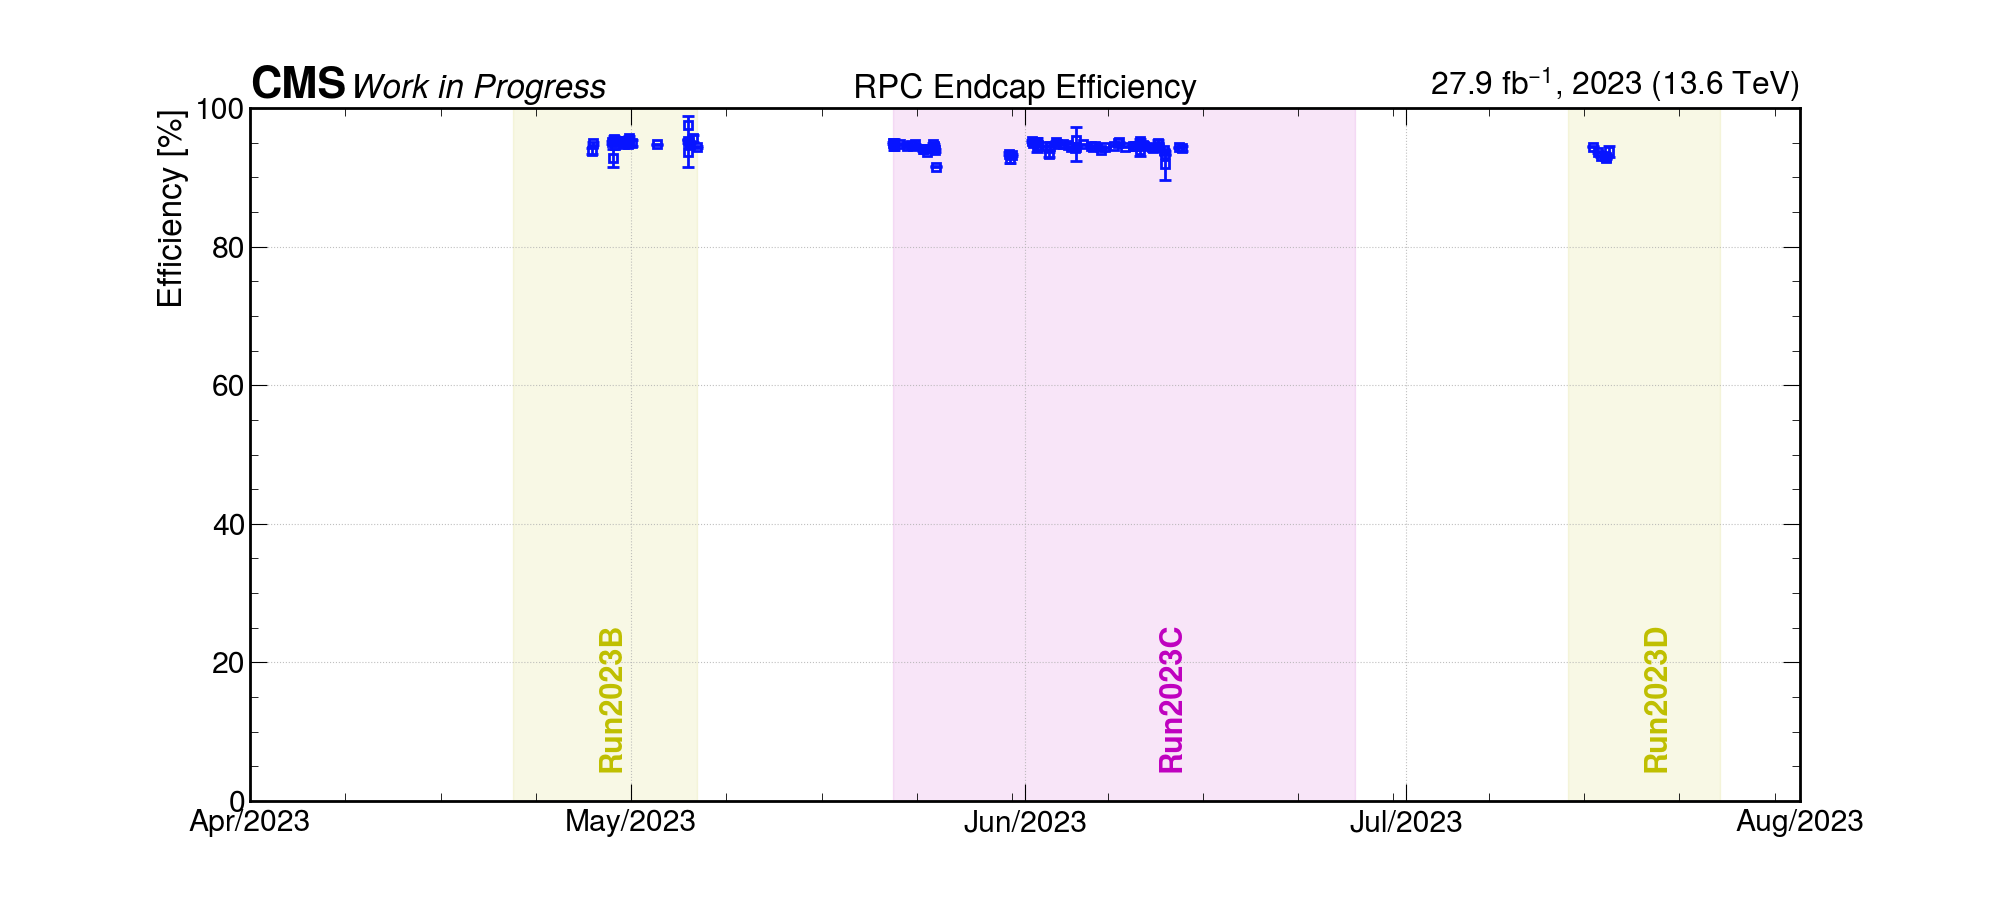 CMS Work in Progress
RPC Endcap Efficiency
27.9 fb⁻¹, 2023 (13.6 TeV)
Efficiency [%]
100
80
60
40
20
0
Run2023B
Run2023C
Run2023D
Apr/2023
May/2023
Jun/2023
Jul/2023
Aug/2023